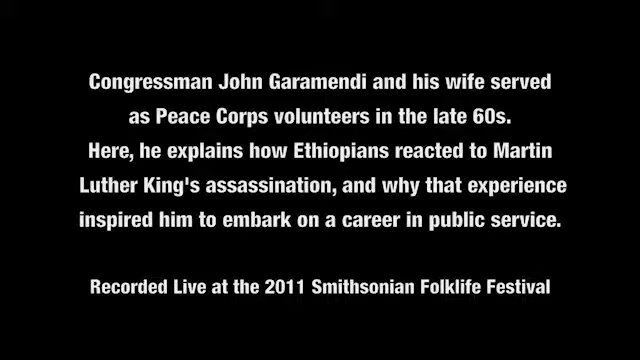 Congressman John Garamendi and his wife served
as Peace Corps volunteers in the late 60s.
Here, he explains how Ethiopians reacted to Martin
Luther King's assassination, and why that experience
inspired him to embark on a career in public service.
Recorded Live at the 2011 Smithsonian Folklife Festival